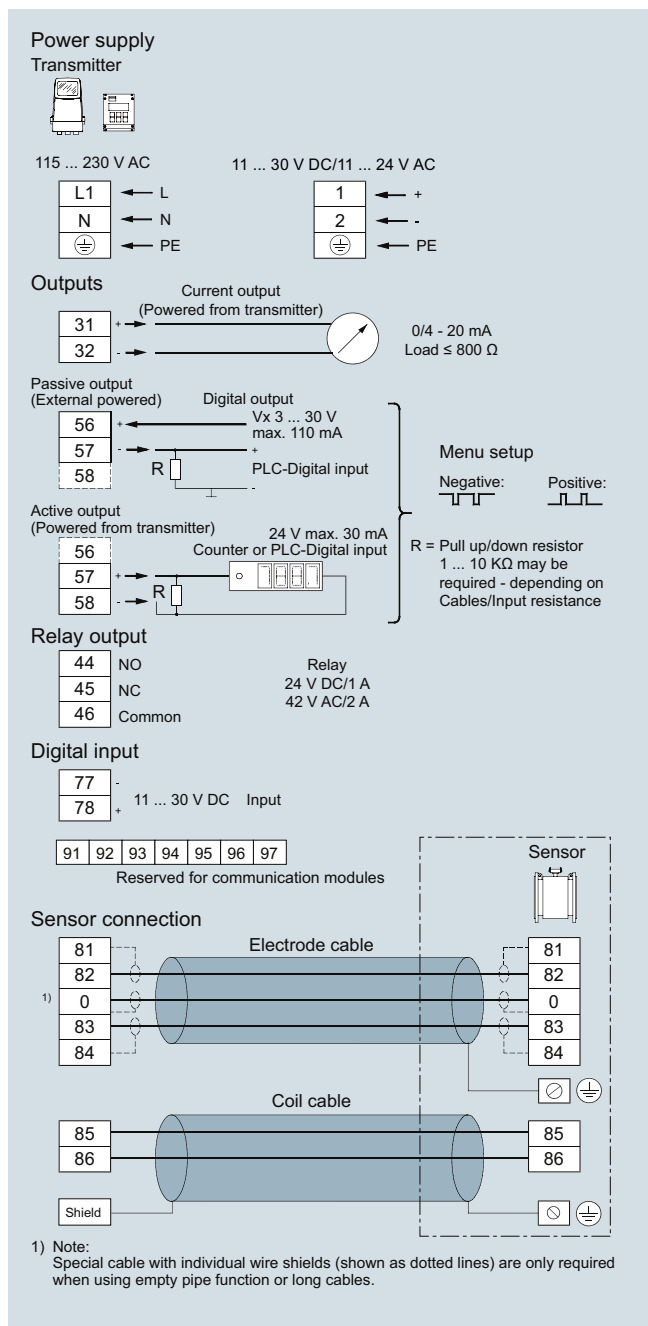 Power supply
Transmitter
115 ... 230 V AC
11 ... 30 V DC/11 ... 24 V AC
L1 L
N N
PE
1 +
2 -
PE
Outputs
Current output
(Powered from transmitter)
31 +
32 -
0/4 - 20 mA
Load ≤ 800 Ω
Passive output
(External powered)
Digital output
56 + Vx 3 ... 30 V
max. 110 mA
57 - +
R PLC-Digital input
58 -
Menu setup
Negative: Positive:
R = Pull up/down resistor
1 ... 10 KΩ may be
required - depending on
Cables/Input resistance
Active output
(Powered from transmitter)
24 V max. 30 mA
Counter or PLC-Digital input
56
57 +
R
58 -
Relay output
44 NO
45 NC
46 Common
Relay
24 V DC/1 A
42 V AC/2 A
Digital input
77 -
78 +
11 ... 30 V DC Input
91 92 93 94 95 96 97
Reserved for communication modules
Sensor
Sensor connection
Electrode cable
81 81
82 82
1) 0 0
83 83
84 84
Coil cable
85 85
86 86
Shield
1) Note:
Special cable with individual wire shields (shown as dotted lines) are only required
when using empty pipe function or long cables.